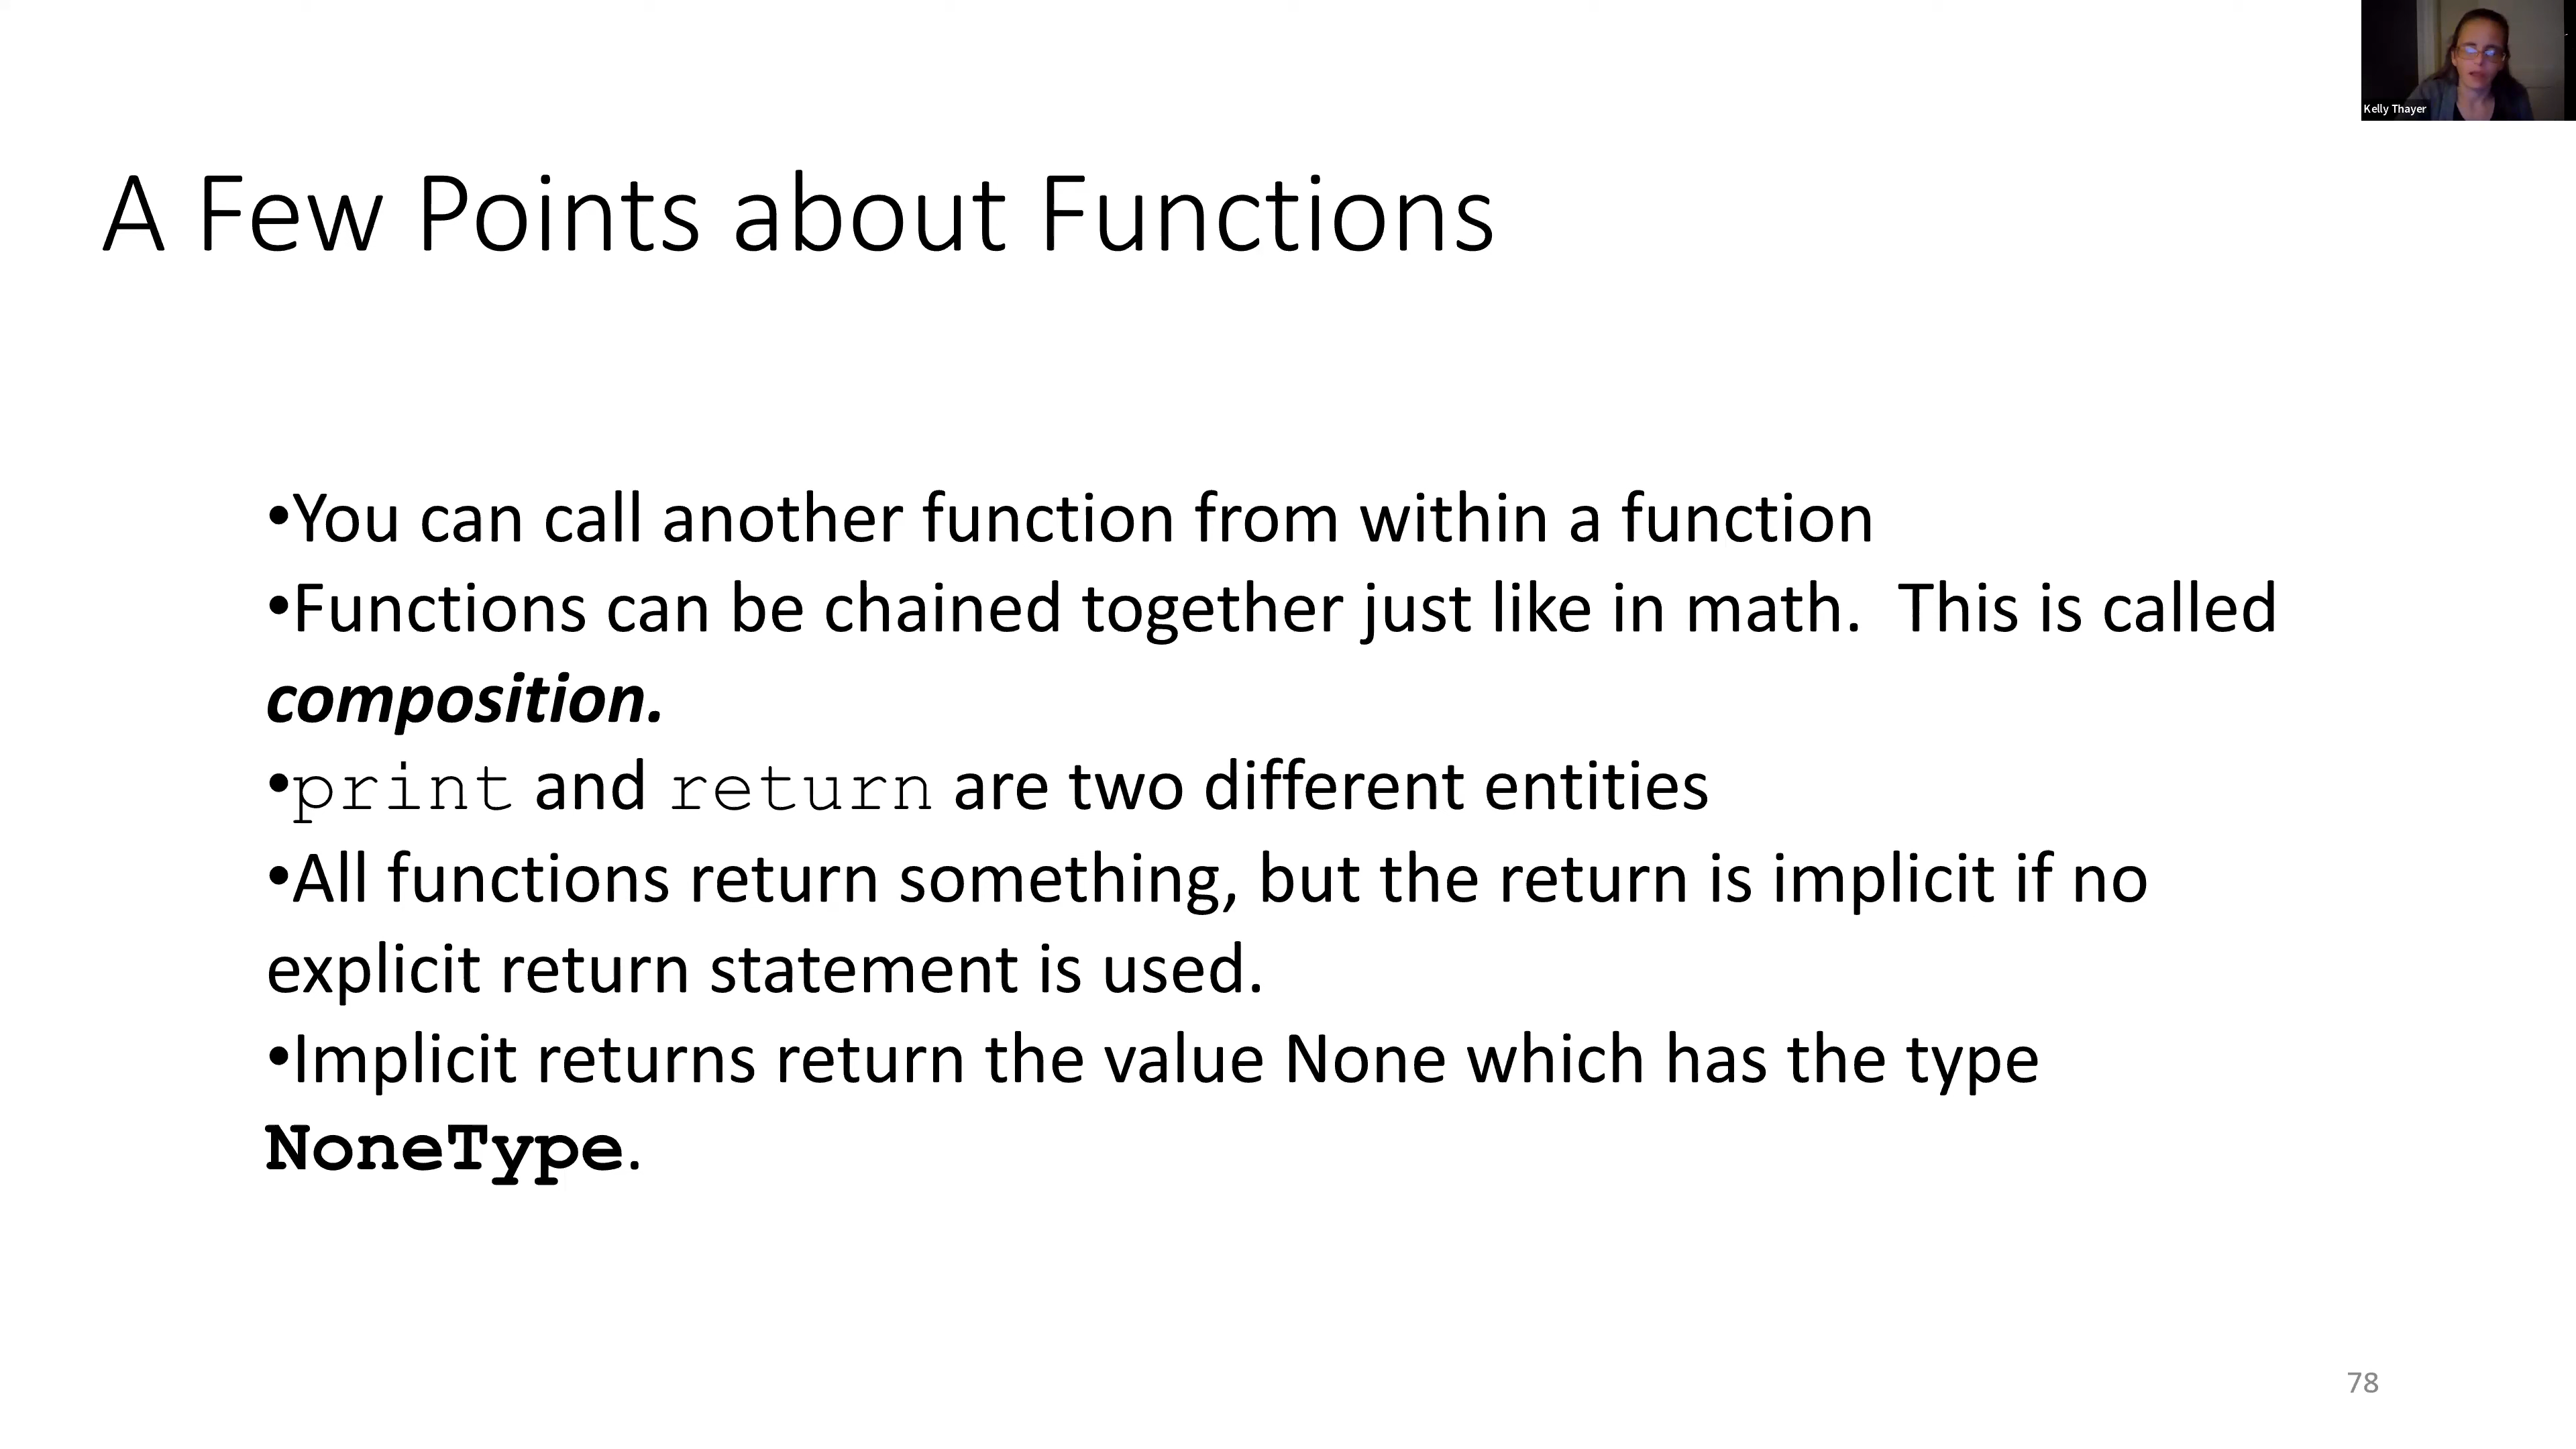 Kelly Thayer
A Few Points about Functions
•You can call another function from within a function
•Functions can be chained together just like in math.  This is called
composition.
•print and return are two different entities
•All functions return something, but the return is implicit if no
explicit return statement is used.
•Implicit returns return the value None which has the type
NoneType.
78